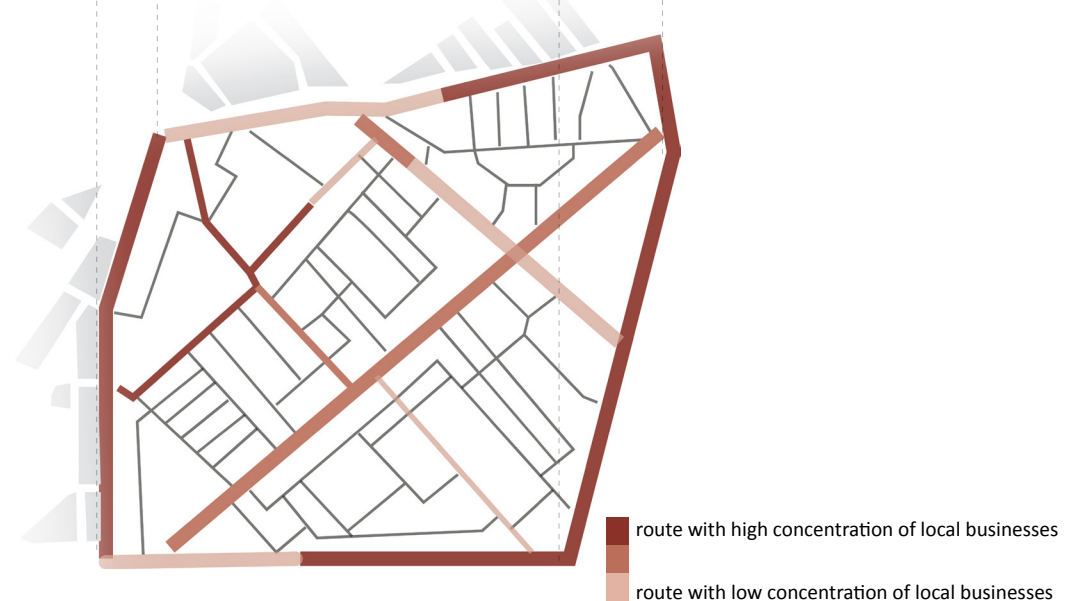 route with high concentration of local businesses
route with low concentration of local businesses